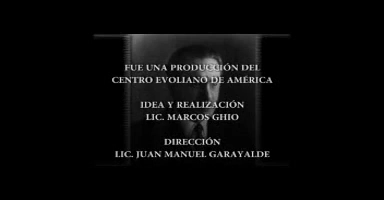 FUE UNA PRODUCCIÓN DEL
CENTRO EVOLIANO DE AMÉRICA
IDEA Y REALIZACIÓN
LIC. MARCOS GHIO
DIRECCIÓN
LIC. JUAN MANUEL GARAYALDE